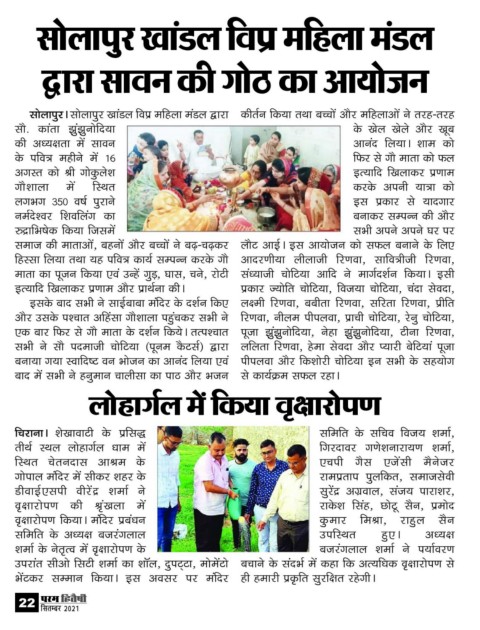 सोलापुर खांडल विप्र महिला मंडल
द्वारा सावन की गोठ का आयोजन
सोलापुर। सोलापुर खांडल विप्र महिला मंडल द्वारा
सौ. कांता झुंझुनोदिया
की अध्यक्षता में सावन
के पवित्र महीने में 16
अगस्त को श्री गोकुलेश
गौशाला में स्थित
लगभग 350 वर्ष पुराने
नर्मदेश्वर शिवलिंग का
रुद्राभिषेक किया जिसमें
समाज की माताओं, बहनों और बच्चों ने बढ़-चढ़कर
हिस्सा लिया तथा यह पवित्र कार्य सम्पन्न करके गौ
माता का पूजन किया एवं उन्हें गुड़, घास, चने, रोटी
इत्यादि खिलाकर प्रणाम और प्रार्थना की।
इसके बाद सभी ने साईबाबा मंदिर के दर्शन किए
और उसके पश्चात अहिंसा गौशाला पहुंचकर सभी ने
एक बार फिर से गौ माता के दर्शन किये। तत्पश्चात
सभी ने सौ पदमाजी चोटिया (पूनम कैटर्स) द्वारा
बनाया गया स्वादिष्ट वन भोजन का आनंद लिया एवं
बाद में सभी ने हनुमान चालीसा का पाठ और भजन
कीर्तन किया तथा बच्चों और महिलाओं ने तरह-तरह
के खेल खेले और खूब
आनंद लिया। शाम को
फिर से गौ माता को फल
इत्यादि खिलाकर प्रणाम
करके अपनी यात्रा को
इस प्रकार से यादगार
बनाकर सम्पन्न की और
सभी अपने अपने घर पर
लौट आई। इस आयोजन को सफल बनाने के लिए
आदरणीया लीलाजी रिणवा, सावित्रीजी रिणवा,
संध्याजी चोटिया आदि ने मार्गदर्शन किया। इसी
प्रकार ज्योति चोटिया, विजया चोटिया, चंदा सेवदा,
लक्ष्मी रिणवा, बबीता रिणवा, सरिता रिणवा, प्रीति
रिणवा, नीलम पीपलवा, प्राची चोटिया, रेनु चोटिया,
पूजा झुंझुनोदिया, नेहा झुंझुनोदिया, टीना रिणवा,
ललिता रिणवा, हेमा सेवदा और प्यारी बेटियां पूजा
पीपलवा और किशोरी चोटिया इन सभी के सहयोग
से कार्यक्रम सफल रहा।
लोहार्गल में किया वृक्षारोपण
चिराना। शेखावाटी के प्रसिद्ध
तीर्थ स्थल लोहार्गल धाम में
स्थित चेतनदास आश्रम के
गोपाल मंदिर में सीकर शहर के
डीवाईएसपी वीरेंद्र शर्मा ने
वृक्षारोपण की श्रृंखला में
वृक्षारोपण किया। मंदिर प्रबंधन
समिति के अध्यक्ष बजरंगलाल
शर्मा के नेतृत्व में वृक्षारोपण के
उपरांत सीओ सिटी शर्मा का शॉल, दुपट्टा, मोमेंटो
भेंटकर सम्मान किया। इस अवसर पर मंदिर
समिति के सचिव विजय शर्मा,
गिरदावर गणेशनारायण शर्मा,
एचपी गैस एजेंसी मैनेजर
रामप्रताप पुलकित, समाजसेवी
सुरेंद्र अग्रवाल, संजय पाराशर,
राकेश सिंह, छोटू सैन, प्रमोद
कुमार मिश्रा, राहुल सैन
उपस्थित हुए। अध्यक्ष
बजरंगलाल शर्मा ने पर्यावरण
बचाने के संदर्भ में कहा कि अत्यधिक वृक्षारोपण से
ही हमारी प्रकृति सुरक्षित रहेगी।
22 परम हितैषी
सितम्बर 2021